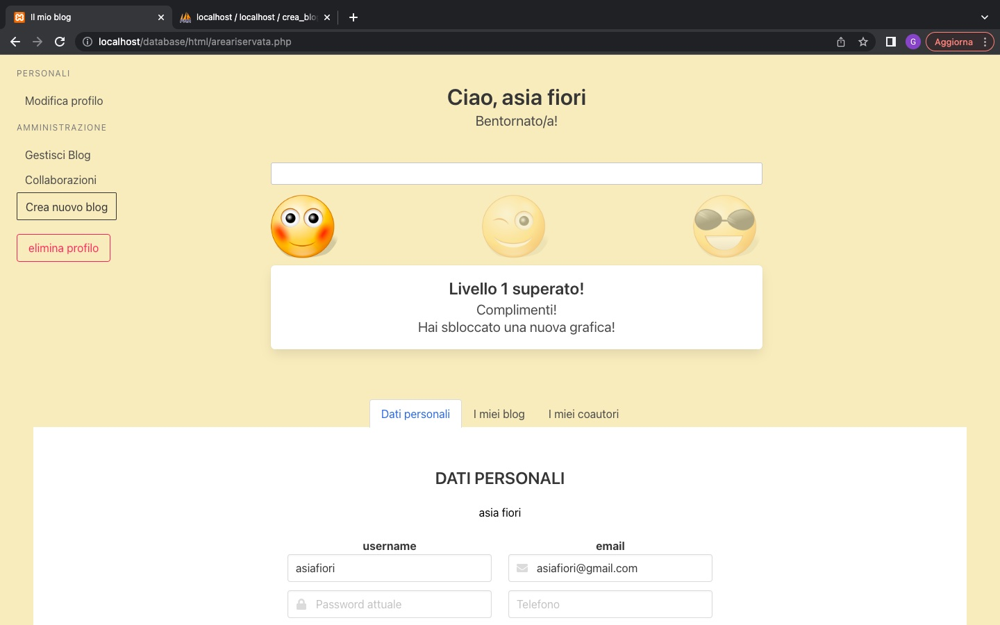 Il mio blog
localhost / localhost / crea_blo
localhost/database/html/areariservata.php
G
Aggiorna
PERSONALI
Modifica profilo
AMMINISTRAZIONE
Gestisci Blog
Collaborazioni
Crea nuovo blog
elimina profilo
Ciao, asia fiori
Bentornato/a!
Livello 1 superato!
Complimenti!
Hai sbloccato una nuova grafica!
Dati personali
I miei blog
I miei coautori
DATI PERSONALI
asia fiori
username
email
asiafiori
asiafiori@gmail.com
Password attuale
Telefono